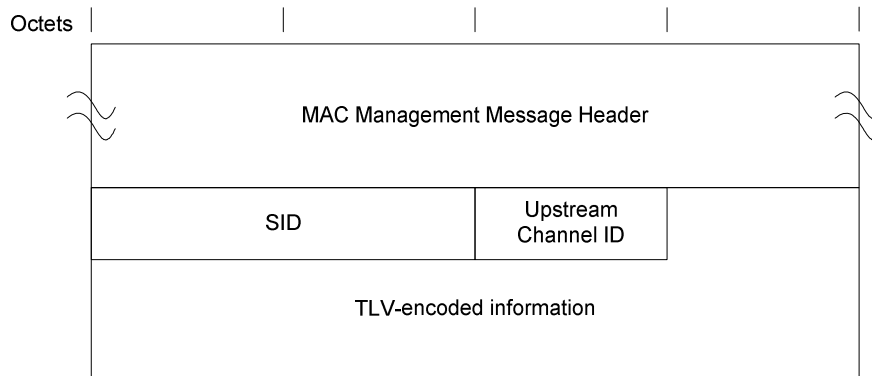 Octets
MAC Management Message Header
SID
Upstream
Channel ID
TLV-encoded information